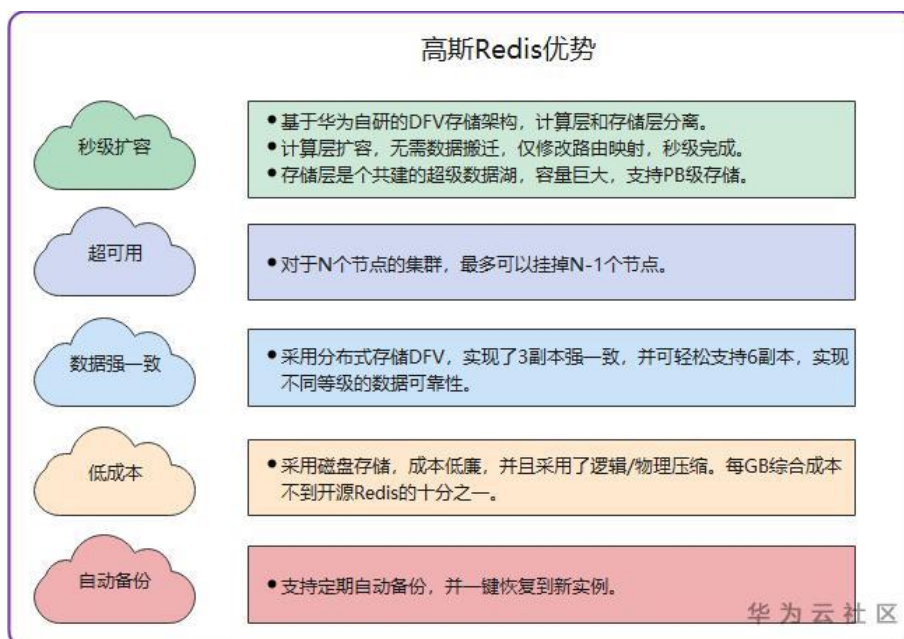 高斯Redis优势
秒级扩容
●基于华为自研的DFV存储架构，计算层和存储层分离。
●计算层扩容，无需数据搬迁，仅修改路由映射，秒级完成。
●存储层是个共建的超级数据湖，容量巨大，支持PB级存储。
超可用
●对于N个节点的集群，最多可以挂掉N-1个节点。
数据强一致
●采用分布式存储DFV，实现了3副本强一致，并可轻松支持6副本，实现
不同等级的数据可靠性。
低成本
●采用磁盘存储，成本低廉，并且采用了逻辑/物理压缩。每GB综合成本
不到开源Redis的十分之一。
自动备份
●支持定期自动备份，并一键恢复到新实例。
华为云社区